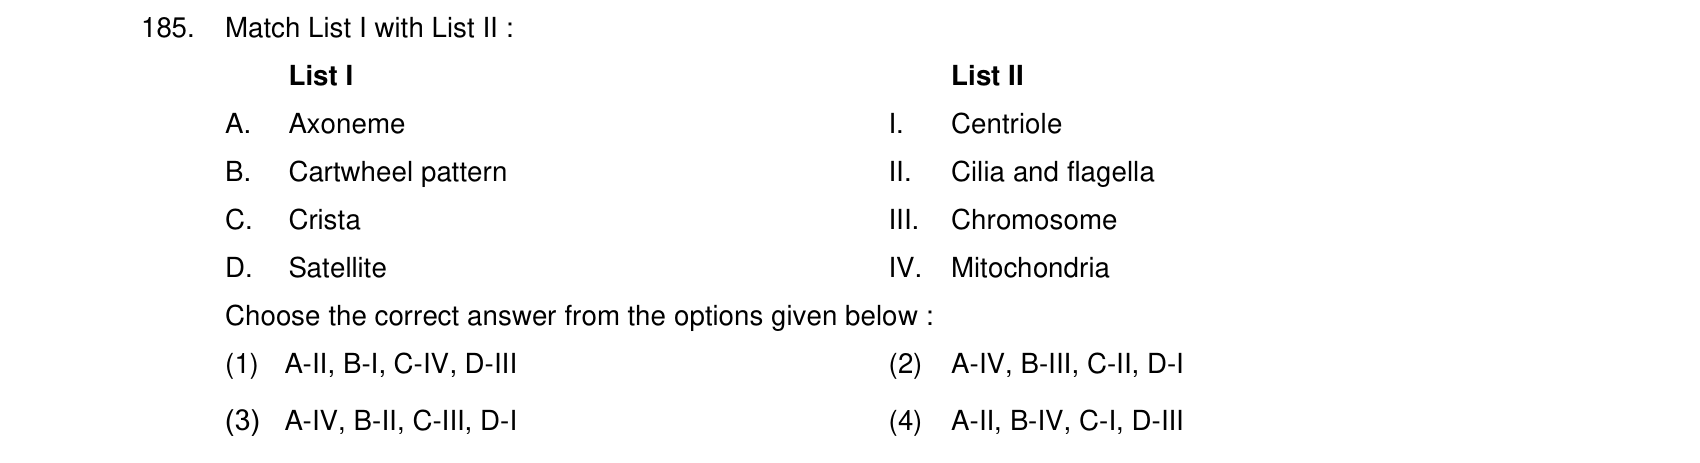 185. Match List I with List II :
List I List II
A. Axoneme I. Centriole
B. Cartwheel pattern II. Cilia and flagella
C. Crista III. Chromosome
D. Satellite IV. Mitochondria
Choose the correct answer from the options given below :
(1) A-II, B-I, C-IV, D-III (2) A-IV, B-III, C-II, D-I
(3) A-IV, B-II, C-III, D-I (4) A-II, B-IV, C-I, D-III